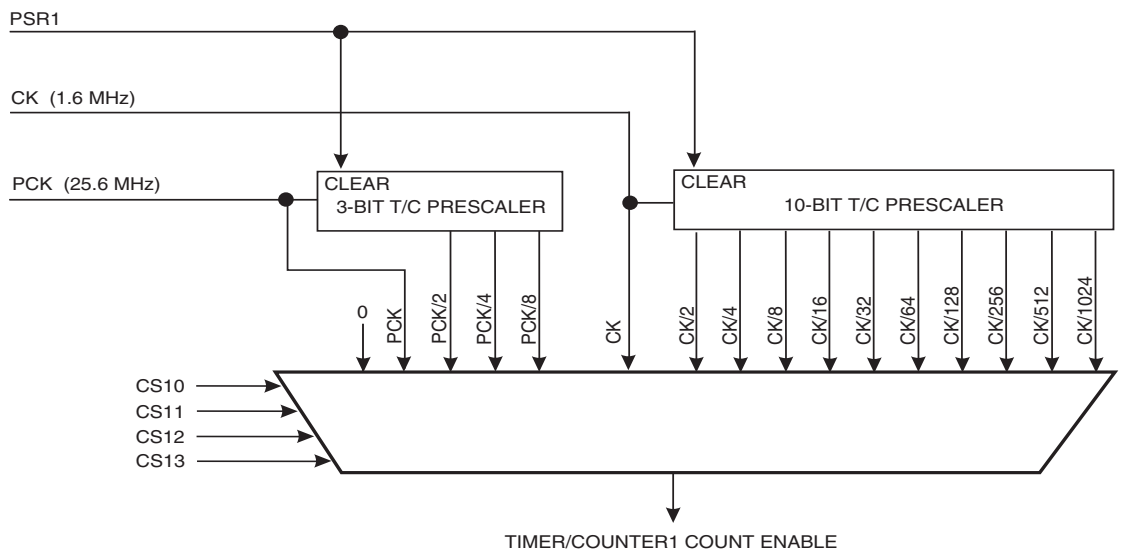 PSR1
CK (1.6 MHz)
PCK (25.6 MHz)
CLEAR
3-BIT T/C PRESCALER
CLEAR
10-BIT T/C PRESCALER
0
PCK
PCK/2
PCK/4
PCK/8
CK
CK/2
CK/4
CK/8
CK/16
CK/32
CK/64
CK/128
CK/256
CK/512
CK/1024
CS10
CS11
CS12
CS13
TIMER/COUNTER1 COUNT ENABLE